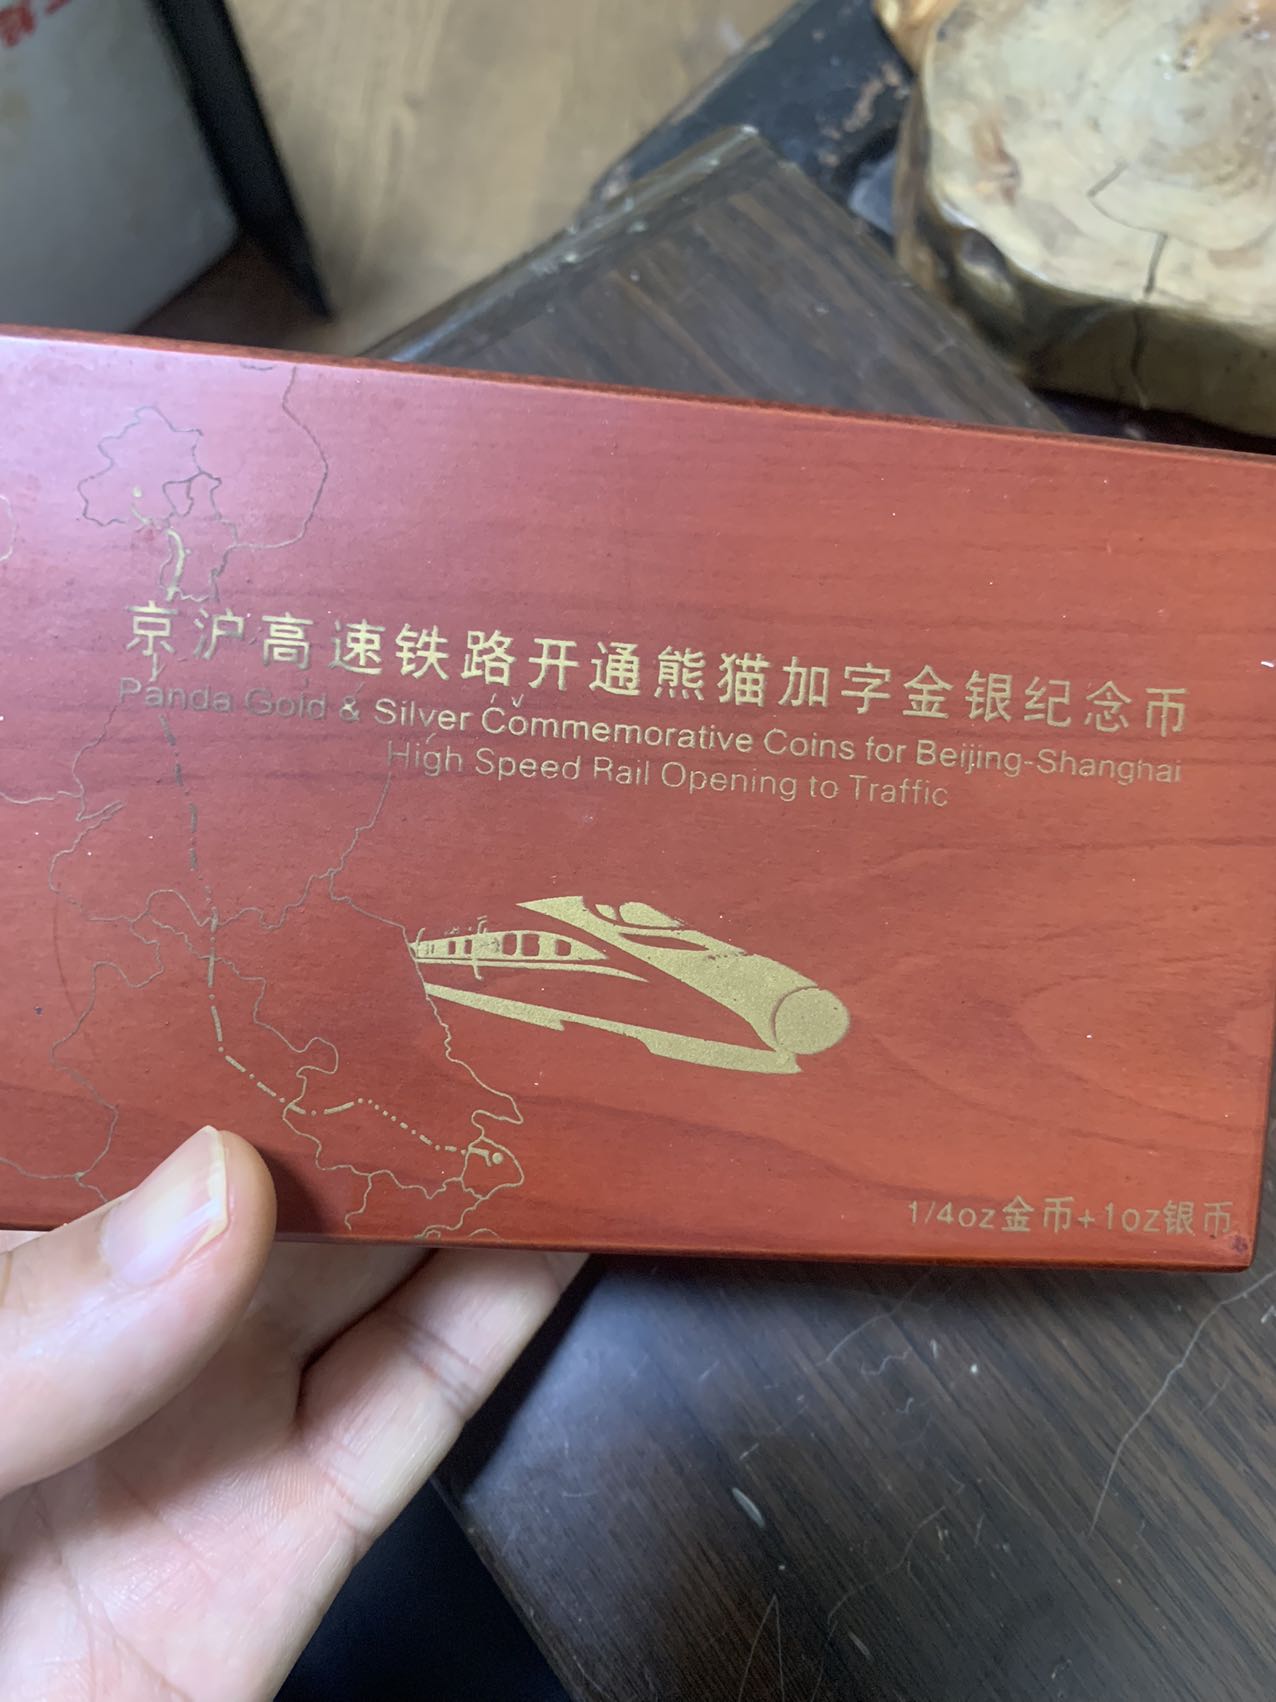 京沪高速铁路开通熊猫加字金银纪念币
Panda Gold & Silver Commemorative Coins for Beijing-Shanghai
High Speed Rail Opening to Traffic
1/4oz金币+1oz银币